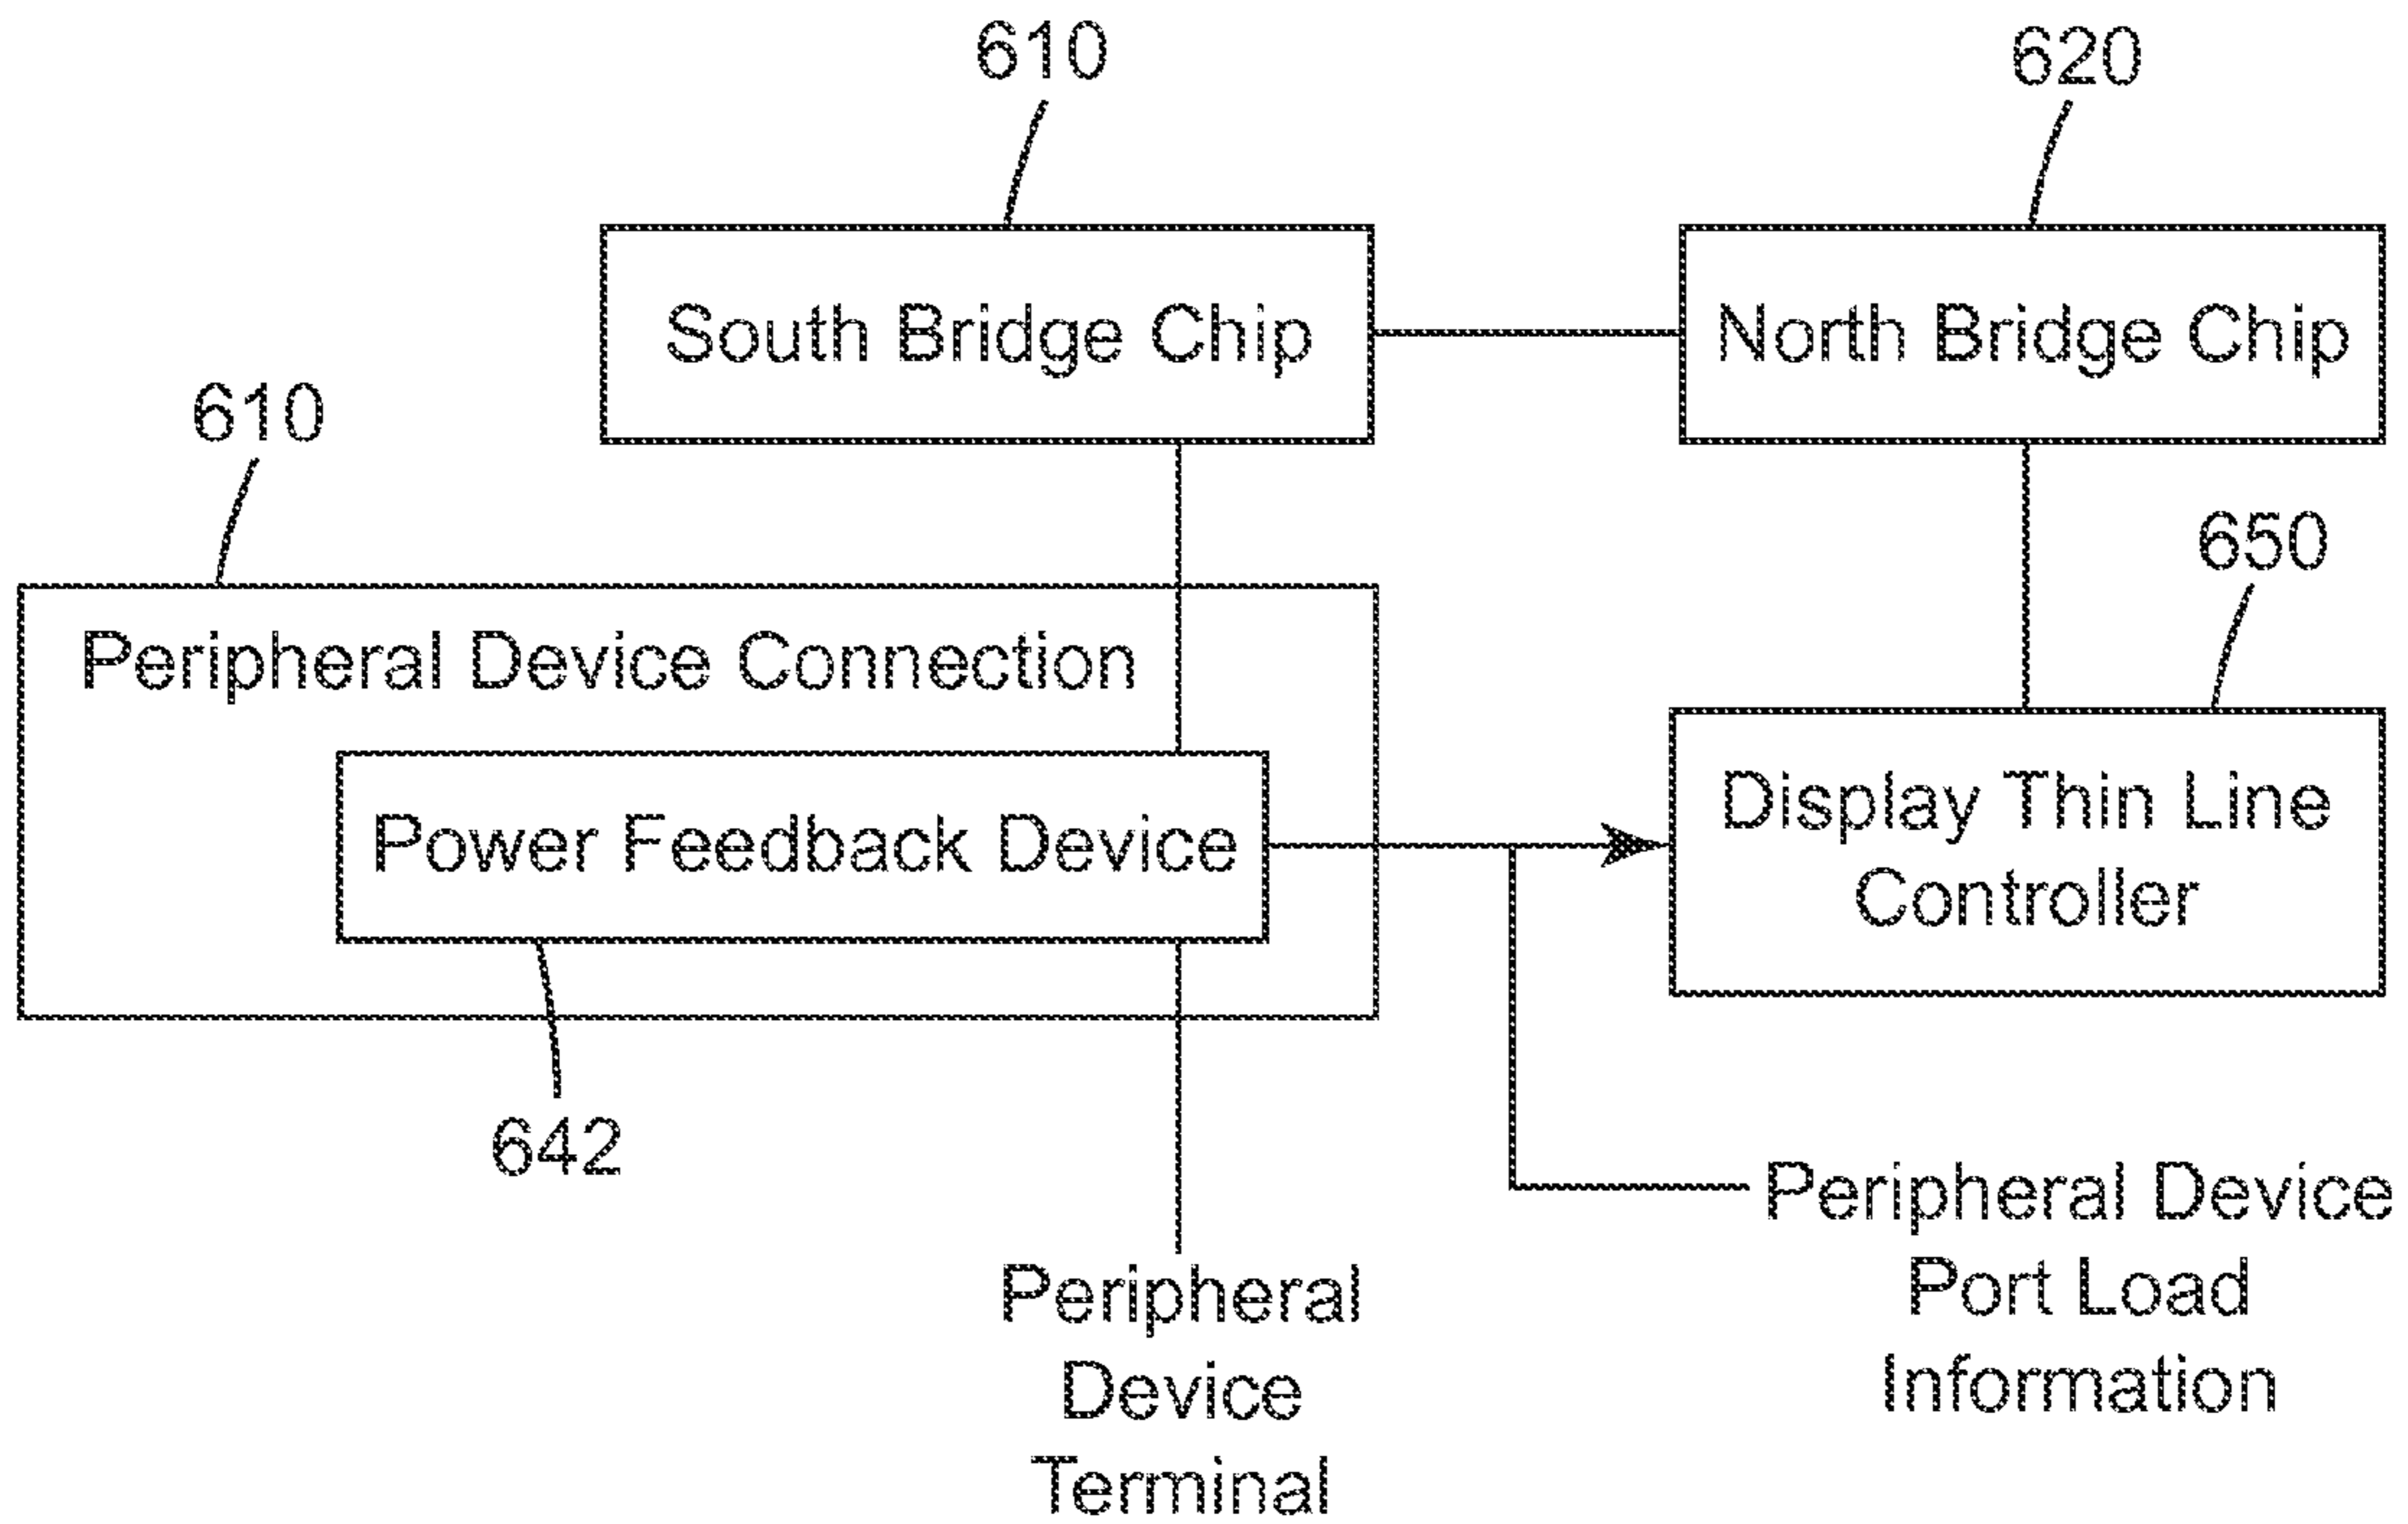 610
620
South Bridge Chip
North Bridge Chip
610
650
Peripheral Device Connection
Display Thin Line
Controller
Power Feedback Device
642
Peripheral Device
Port Load
Information
Peripheral
Device
Terminal